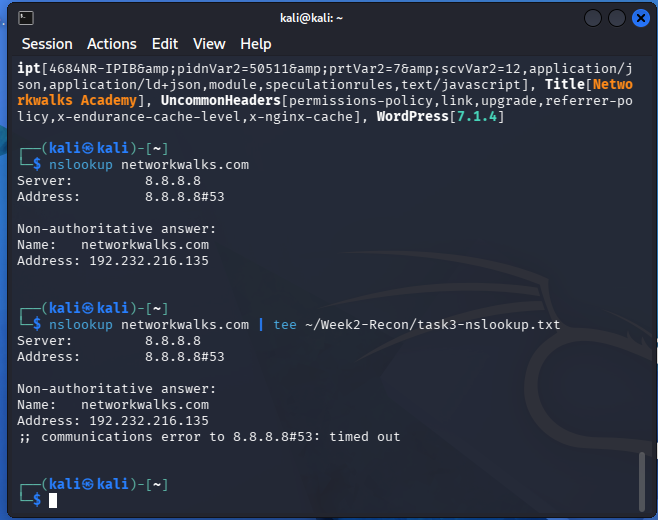 kali@kali: ~
Session Actions Edit View Help
ipt[4684NR-IPIB&amp;pidnVar2=50511&amp;prtVar2=7&amp;scvVar2=12,application/j
son,application/ld+json,module,speculationrules,text/javascript], Title[Netwo
rkwalks Academy], UncommonHeaders[permissions-policy,link,upgrade,referrer-po
licy,x-endurance-cache-level,x-nginx-cache], WordPress[7.1.4]
┌──(kali㉿kali)-[~]
└─$ nslookup networkwalks.com
Server:         8.8.8.8
Address:        8.8.8.8#53
Non-authoritative answer:
Name:   networkwalks.com
Address: 192.232.216.135
┌──(kali㉿kali)-[~]
└─$ nslookup networkwalks.com | tee ~/Week2-Recon/task3-nslookup.txt
Server:         8.8.8.8
Address:        8.8.8.8#53
Non-authoritative answer:
Name:   networkwalks.com
Address: 192.232.216.135
;; communications error to 8.8.8.8#53: timed out
┌──(kali㉿kali)-[~]
└─$